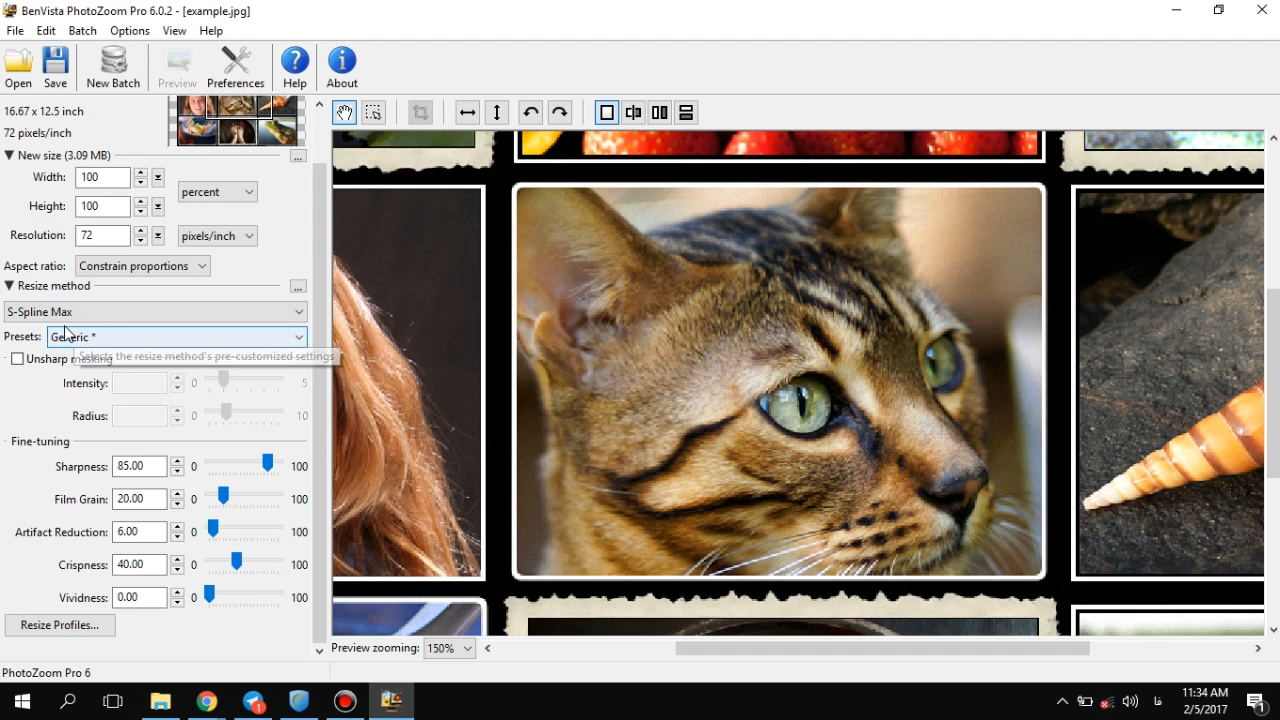 BenVista PhotoZoom Pro 6.0.2 - [example.jpg]
File Edit Batch Options View Help
Open Save New Batch Preview Preferences Help About
16.67 x 12.5 inch
72 pixels/inch
New size (3.09 MB) ...
Width: 100
percent
Height: 100
Resolution: 72 pixels/inch
Aspect ratio: Constrain proportions
Resize method ...
S-Spline Max
Presets: Generic *
Unsharp masking
Selects the resize method's pre-customized settings
Intensity: 0 5
Radius: 0 10
Fine-tuning
Sharpness: 85.00 0 100
Film Grain: 20.00 0 100
Artifact Reduction: 6.00 0 100
Crispness: 40.00 0 100
Vividness: 0.00 0 100
Resize Profiles...
Preview zooming: 150%
PhotoZoom Pro 6
1
فا
11:34 AM
2/5/2017
1